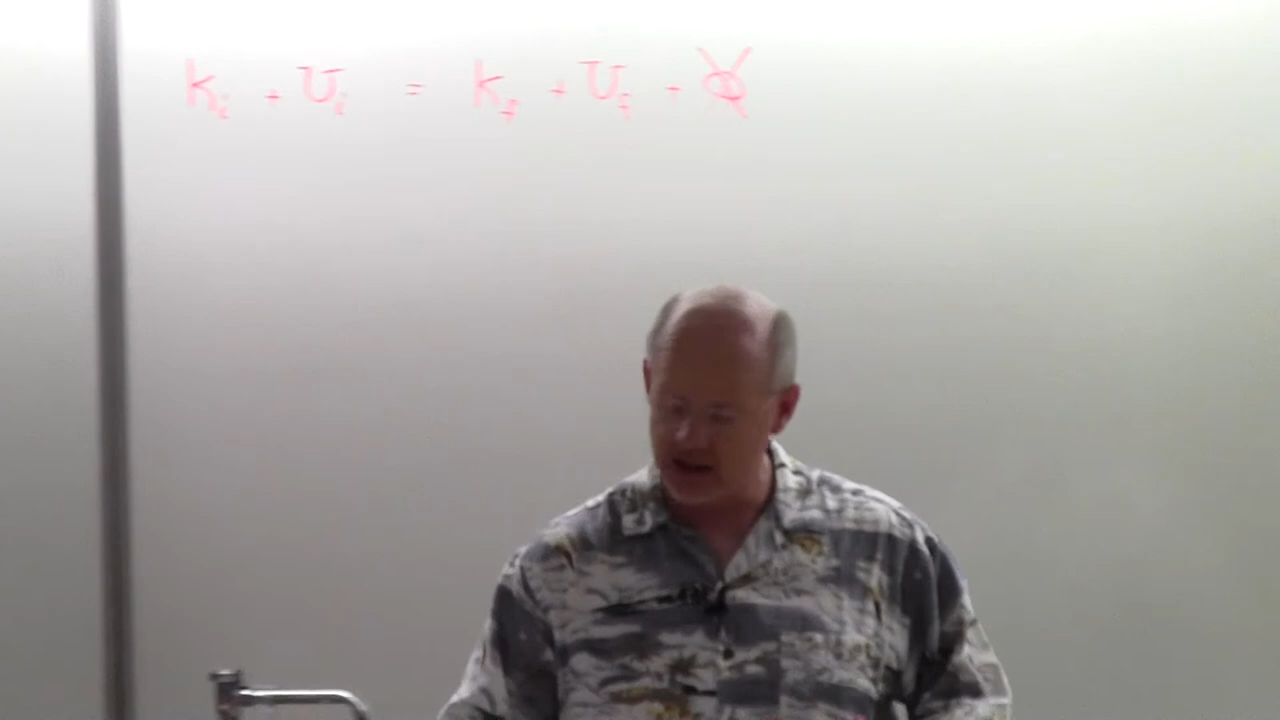 Ki + Ui = Kf + Uf + Q